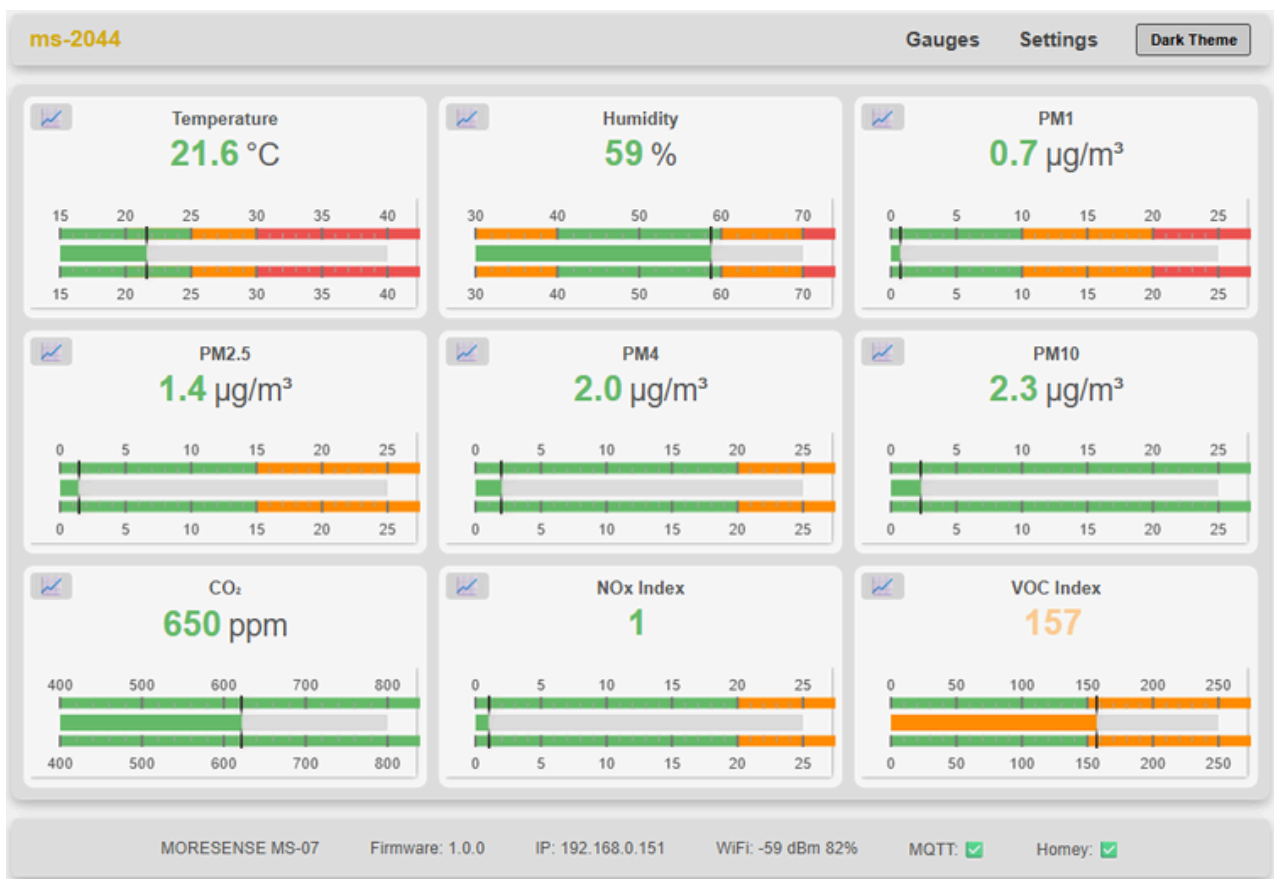 ms-2044 Gauges Settings Dark Theme
Temperature
21.6 °C
15 20 25 30 35 40
15 20 25 30 35 40
Humidity
59 %
30 40 50 60 70
30 40 50 60 70
PM1
0.7 µg/m³
0 5 10 15 20 25
0 5 10 15 20 25
PM2.5
1.4 µg/m³
0 5 10 15 20 25
0 5 10 15 20 25
PM4
2.0 µg/m³
0 5 10 15 20 25
0 5 10 15 20 25
PM10
2.3 µg/m³
0 5 10 15 20 25
0 5 10 15 20 25
CO₂
650 ppm
400 500 600 700 800
400 500 600 700 800
NOx Index
1
0 5 10 15 20 25
0 5 10 15 20 25
VOC Index
157
0 50 100 150 200 250
0 50 100 150 200 250
MORESENSE MS-07 Firmware: 1.0.0 IP: 192.168.0.151 WiFi: -59 dBm 82% MQTT: ✅ Homey: ✅